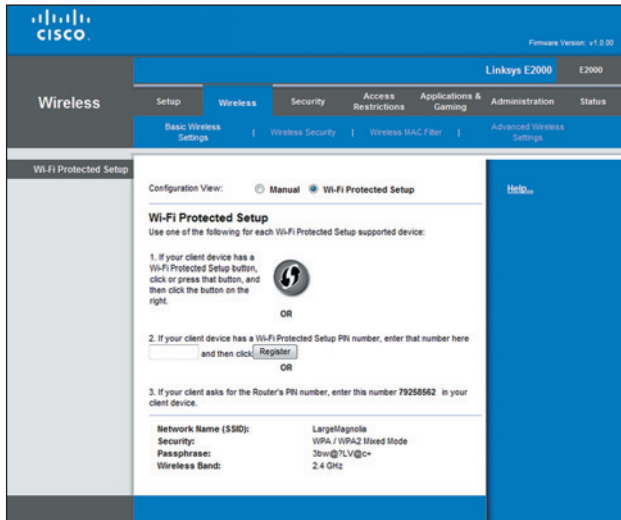 CISCO.
Firmware Version: v1.0.00
Linksys E2000 E2000
Wireless
Setup Wireless Security Access Restrictions Applications & Gaming Administration Status
Basic Wireless Settings | Wireless Security | Wireless MAC Filter | Advanced Wireless Settings
Wi-Fi Protected Setup
Configuration View: Manual Wi-Fi Protected Setup
Help...
Wi-Fi Protected Setup
Use one of the following for each Wi-Fi Protected Setup supported device:
1. If your client device has a
Wi-Fi Protected Setup button,
click or press that button, and
then click the button on the
right.
OR
2. If your client device has a Wi-Fi Protected Setup PIN number, enter that number here
and then click Register
OR
3. If your client asks for the Router's PIN number, enter this number 79258562 in your
client device.
Network Name (SSID): LargeMagnolia
Security: WPA / WPA2 Mixed Mode
Passphrase: 3bw@?LV@c+
Wireless Band: 2.4 GHz